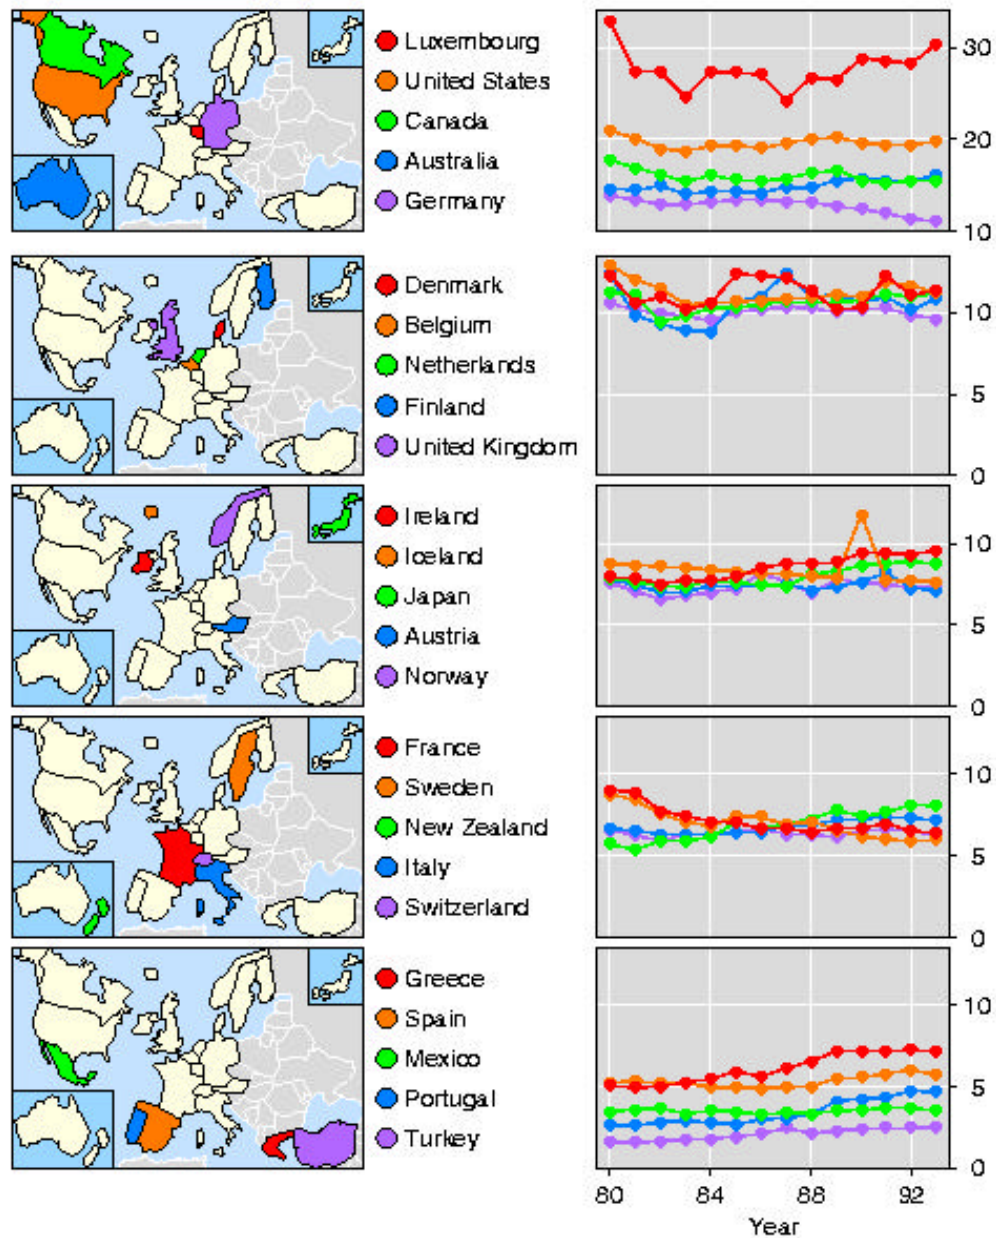 Luxembourg
United States
Canada
Australia
Germany
30
20
10
Denmark
Belgium
Netherlands
Finland
United Kingdom
10
5
0
Ireland
Iceland
Japan
Austria
Norway
10
5
0
France
Sweden
New Zealand
Italy
Switzerland
10
5
0
Greece
Spain
Mexico
Portugal
Turkey
10
5
0
80 84 88 92
Year